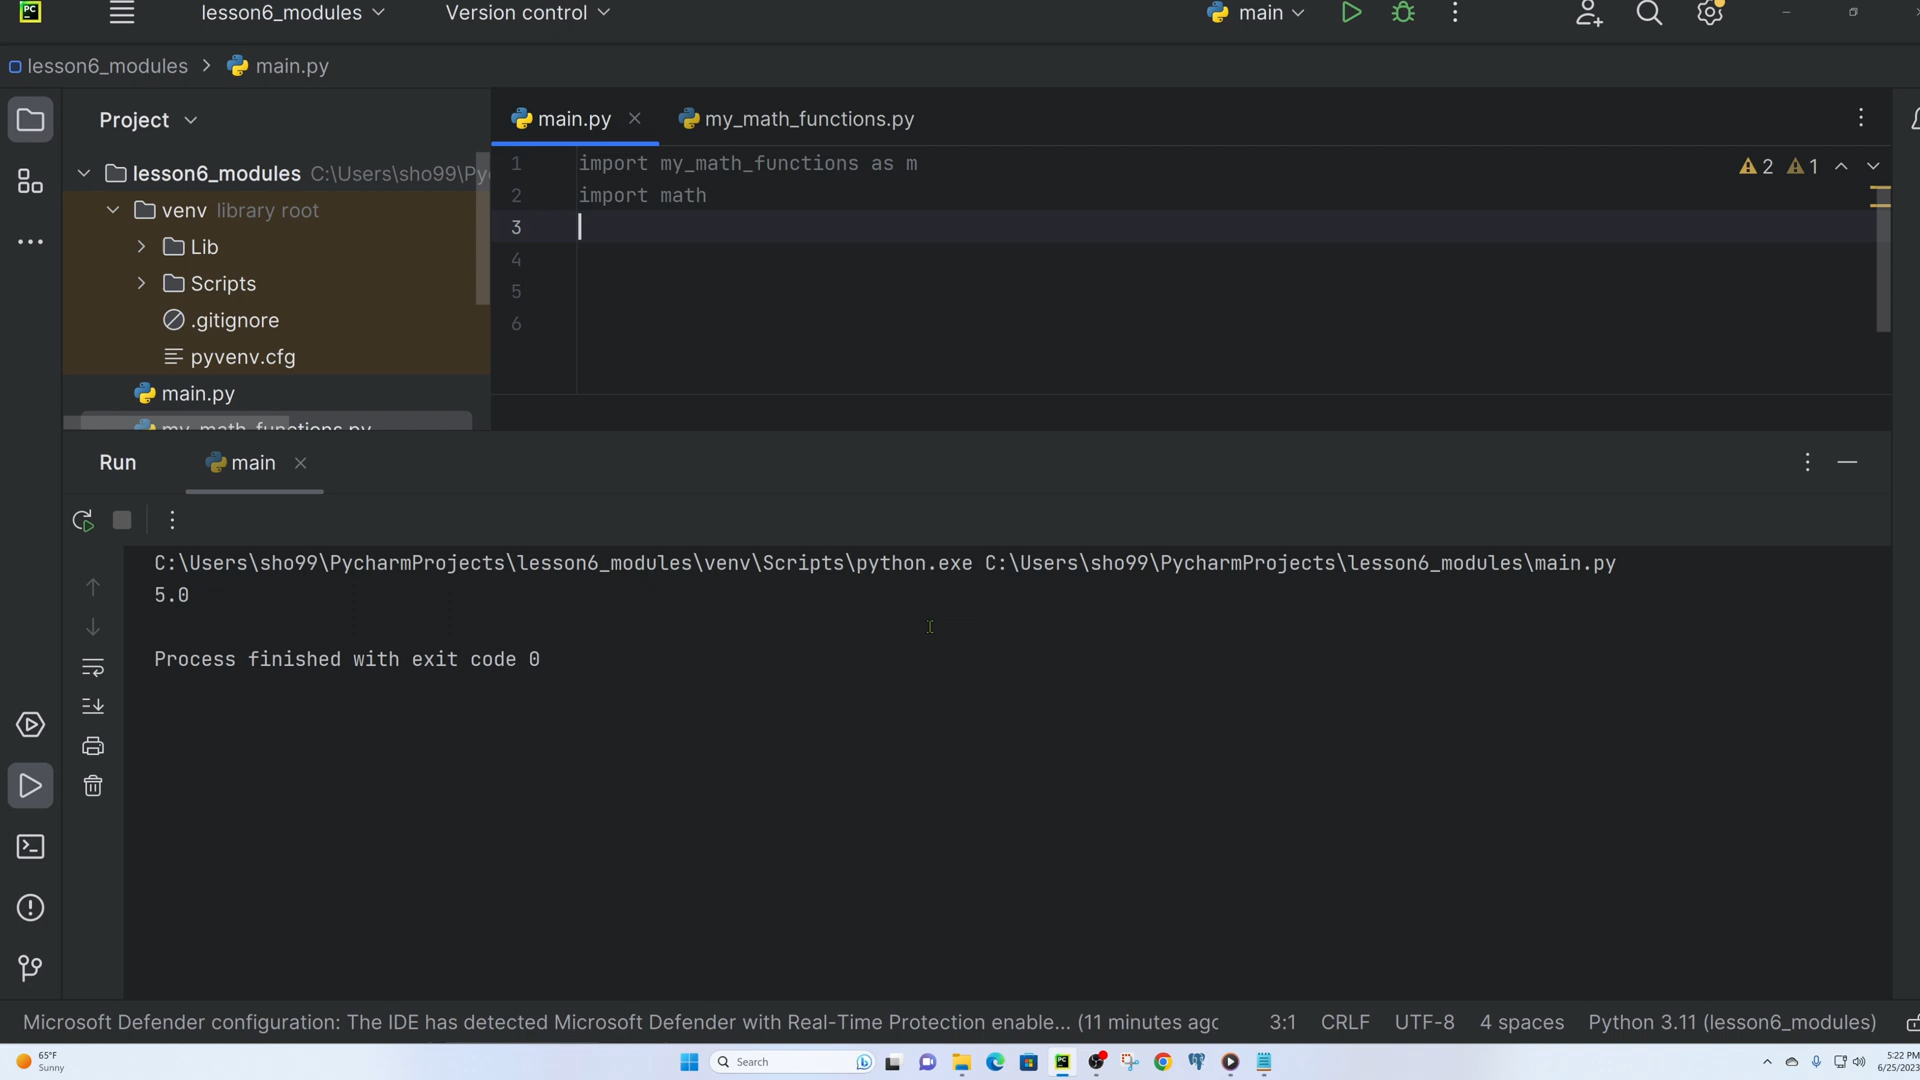 PC
lesson6_modules
Version control
main
lesson6_modules
main.py
Project
lesson6_modules C:\Users\sho99\Py
venv library root
Lib
Scripts
.gitignore
pyvenv.cfg
main.py
my_math_functions.py
main.py
my_math_functions.py
1 import my_math_functions as m
2 import math
3
4
5
6
2 1
Run
main
C:\Users\sho99\PycharmProjects\lesson6_modules\venv\Scripts\python.exe C:\Users\sho99\PycharmProjects\lesson6_modules\main.py
5.0
Process finished with exit code 0
Microsoft Defender configuration: The IDE has detected Microsoft Defender with Real-Time Protection enable... (11 minutes ago
3:1 CRLF UTF-8 4 spaces Python 3.11 (lesson6_modules)
65°F
Sunny
Search
5:22 PM
6/25/2023